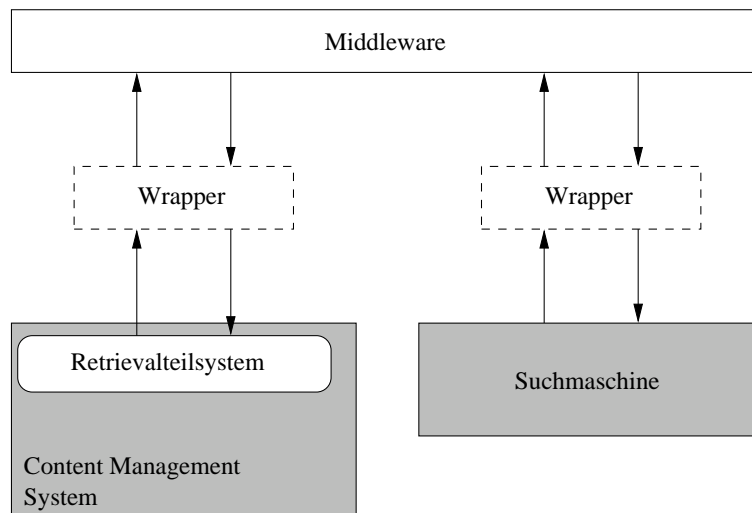 Middleware
Wrapper
Wrapper
Retrievalteilsystem
Suchmaschine
Content Management
System